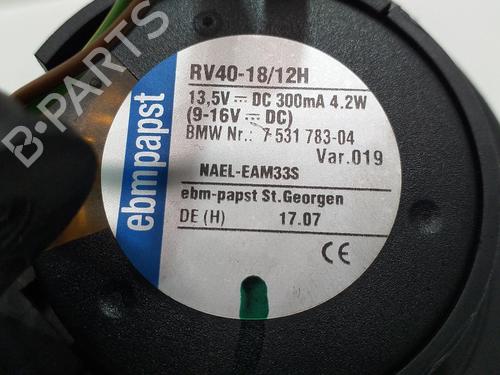 RV40-18/12H
13,5V⎓DC 300mA 4.2W
(9-16V⎓DC)
BMW Nr.: 7 531 783-04
Var.019
NAEL-EAM33S
ebm-papst St.Georgen
DE (H) 17.07
CE
ebmpapst
B-PARTS